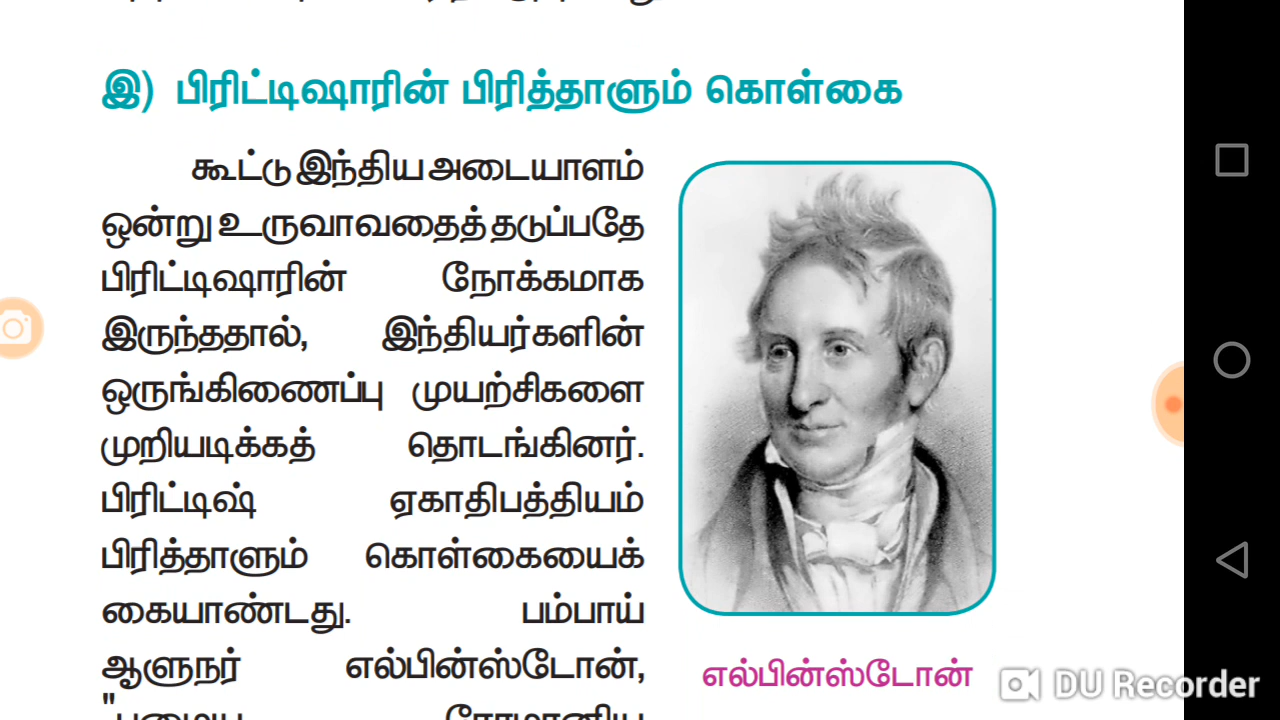 இ) பிரிட்டிஷாரின் பிரித்தாளும் கொள்கை
கூட்டு இந்திய அடையாளம்
ஒன்று உருவாவதைத் தடுப்பதே
பிரிட்டிஷாரின் நோக்கமாக
இருந்ததால், இந்தியர்களின்
ஒருங்கிணைப்பு முயற்சிகளை
முறியடிக்கத் தொடங்கினர்.
பிரிட்டிஷ் ஏகாதிபத்தியம்
பிரித்தாளும் கொள்கையைக்
கையாண்டது. பம்பாய்
ஆளுநர் எல்பின்ஸ்டோன்,
"பழைய ரோமானிய
எல்பின்ஸ்டோன்
DU Recorder